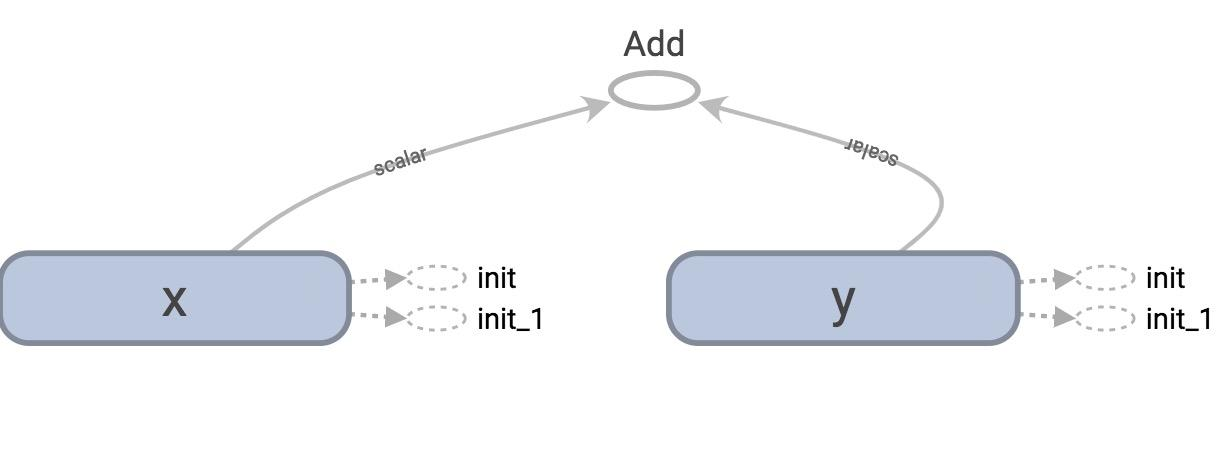 Add
scalar
scalar
x
init
init_1
y
init
init_1